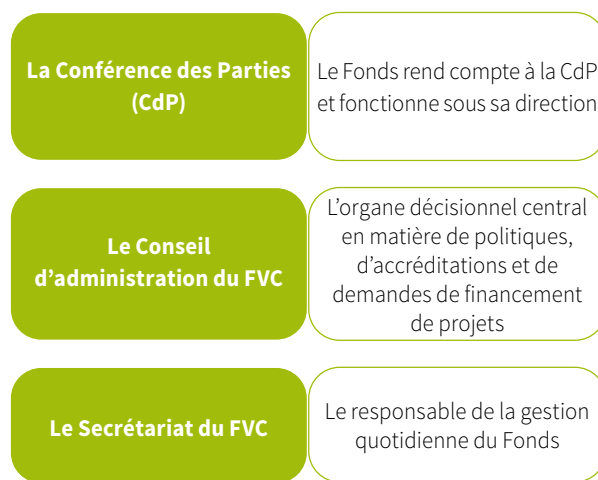 La Conférence des Parties
(CdP)
Le Fonds rend compte à la CdP
et fonctionne sous sa direction
Le Conseil
d’administration du FVC
L’organe décisionnel central
en matière de politiques,
d’accréditations et de
demandes de financement
de projets
Le Secrétariat du FVC
Le responsable de la gestion
quotidienne du Fonds